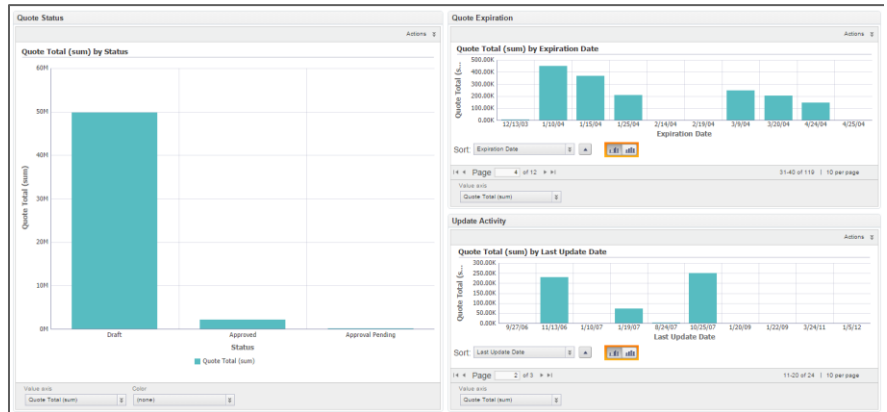 Quote Status
Actions
Quote Total (sum) by Status
60M
50M
40M
30M
20M
10M
0M
Quote Total (sum)
Draft
Approved
Approval Pending
Status
Quote Total (sum)
Value axis
Color
Quote Total (sum)
(none)
Quote Expiration
Actions
Quote Total (sum) by Expiration Date
500.00K
400.00K
300.00K
200.00K
100.00K
0.00K
Quote Total (s...
12/13/03 1/10/04 1/15/04 1/25/04 2/14/04 2/19/04 3/9/04 3/20/04 4/24/04 4/25/04
Expiration Date
Sort Expiration Date
Page 4 of 12
31-40 of 119 | 10 per page
Value axis
Quote Total (sum)
Update Activity
Actions
Quote Total (sum) by Last Update Date
300.00K
250.00K
200.00K
150.00K
100.00K
50.00K
0.00K
Quote Total (s...
9/27/06 11/13/06 1/10/07 1/19/07 8/24/07 10/25/07 1/20/09 1/22/09 3/24/11 1/5/12
Last Update Date
Sort Last Update Date
Page 2 of 3
11-20 of 24 | 10 per page
Value axis
Quote Total (sum)